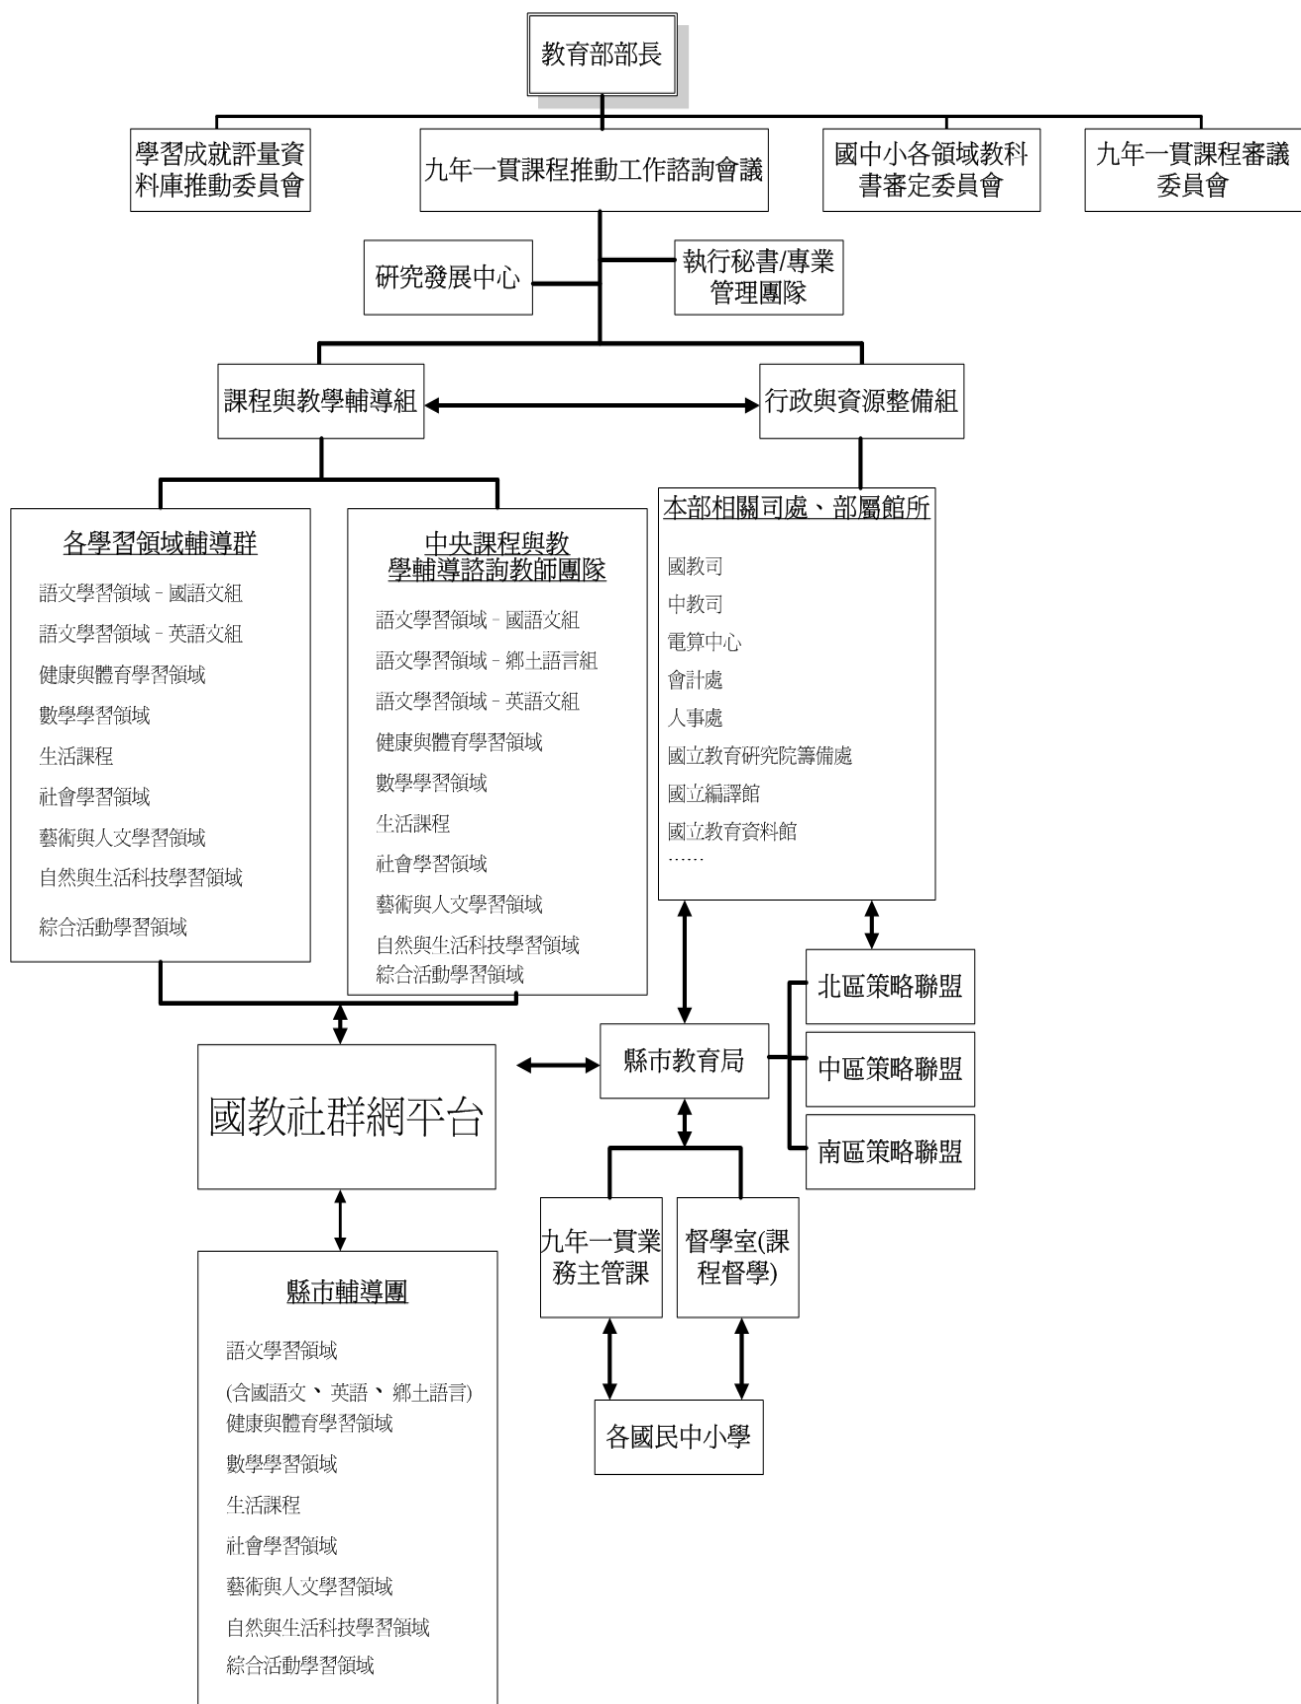 教育部部長
學習成就評量資
料庫推動委員會
九年一貫課程推動工作諮詢會議
國中小各領域教科
書審定委員會
九年一貫課程審議
委員會
研究發展中心
執行秘書/專業
管理團隊
課程與教學輔導組
行政與資源整備組
各學習領域輔導群
語文學習領域–國語文組
語文學習領域–英語文組
健康與體育學習領域
數學學習領域
生活課程
社會學習領域
藝術與人文學習領域
自然與生活科技學習領域
綜合活動學習領域
中央課程與教
學輔導諮詢教師團隊
語文學習領域–國語文組
語文學習領域–鄉土語言組
語文學習領域–英語文組
健康與體育學習領域
數學學習領域
生活課程
社會學習領域
藝術與人文學習領域
自然與生活科技學習領域
綜合活動學習領域
本部相關司處、部屬館所
國教司
中教司
電算中心
會計處
人事處
國立教育研究院籌備處
國立編譯館
國立教育資料館
……
北區策略聯盟
中區策略聯盟
南區策略聯盟
縣市教育局
國教社群網平台
九年一貫業
務主管課
督學室(課
程督學)
各國民中小學
縣市輔導團
語文學習領域
(含國語文、英語、鄉土語言)
健康與體育學習領域
數學學習領域
生活課程
社會學習領域
藝術與人文學習領域
自然與生活科技學習領域
綜合活動學習領域